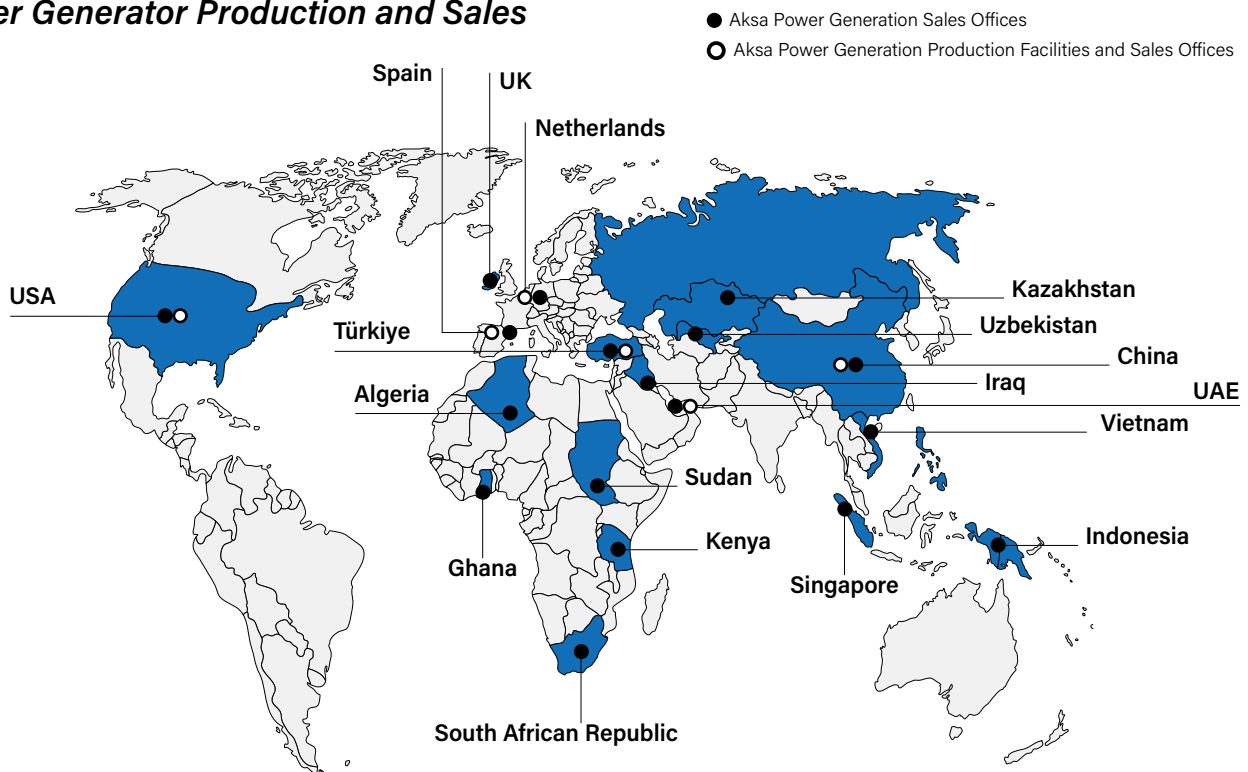 er Generator Production and Sales
Aksa Power Generation Sales Offices
Aksa Power Generation Production Facilities and Sales Offices
Spain
UK
Netherlands
USA
Türkiye
Kazakhstan
Uzbekistan
China
Iraq
UAE
Algeria
Vietnam
Sudan
Kenya
Indonesia
Ghana
Singapore
South African Republic